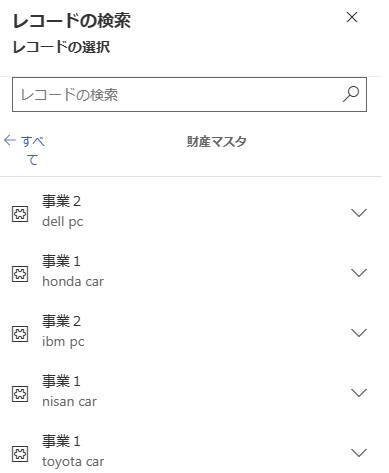 レコードの検索
レコードの選択
レコードの検索
すべ
て
財産マスタ
事業２
dell pc
事業１
honda car
事業２
ibm pc
事業１
nisan car
事業１
toyota car